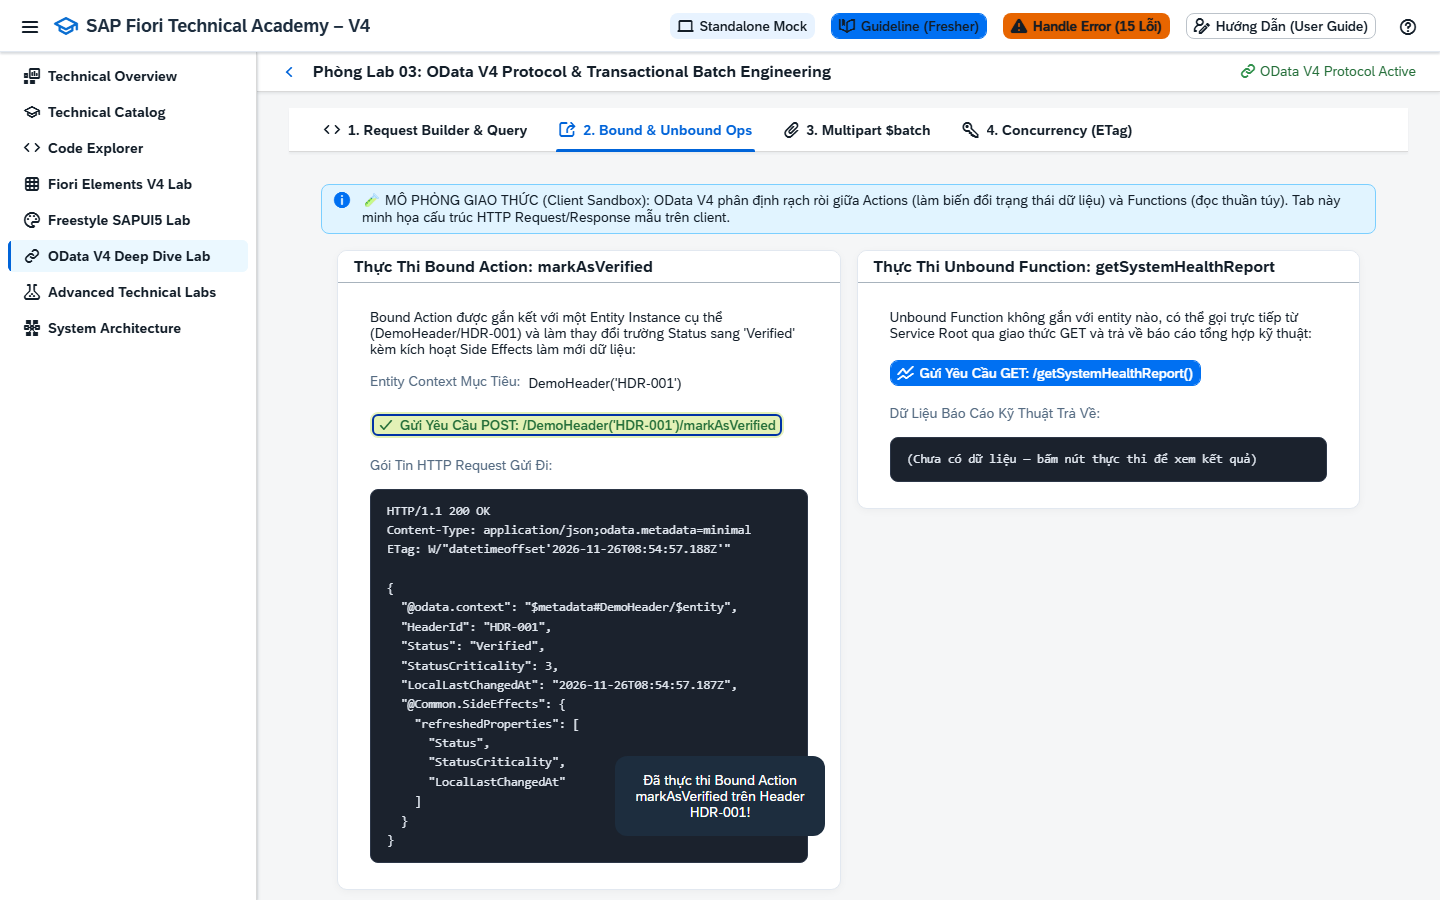 SAP Fiori Technical Academy – V4
Standalone Mock
Guideline (Fresher)
Handle Error (15 Lỗi)
Hướng Dẫn (User Guide)
Technical Overview
Technical Catalog
Code Explorer
Fiori Elements V4 Lab
Freestyle SAPUI5 Lab
OData V4 Deep Dive Lab
Advanced Technical Labs
System Architecture
Phòng Lab 03: OData V4 Protocol & Transactional Batch Engineering
OData V4 Protocol Active
1. Request Builder & Query
2. Bound & Unbound Ops
3. Multipart $batch
4. Concurrency (ETag)
MÔ PHỎNG GIAO THỨC (Client Sandbox): OData V4 phân định rạch ròi giữa Actions (làm biến đổi trạng thái dữ liệu) và Functions (đọc thuần túy). Tab này
minh họa cấu trúc HTTP Request/Response mẫu trên client.
Thực Thi Bound Action: markAsVerified
Bound Action được gắn kết với một Entity Instance cụ thể
(DemoHeader/HDR-001) và làm thay đổi trường Status sang 'Verified'
kèm kích hoạt Side Effects làm mới dữ liệu:
Entity Context Mục Tiêu: DemoHeader('HDR-001')
Gửi Yêu Cầu POST: /DemoHeader('HDR-001')/markAsVerified
Gói Tin HTTP Request Gửi Đi:
HTTP/1.1 200 OK
Content-Type: application/json;odata.metadata=minimal
ETag: W/"datetimeoffset'2026-11-26T08:54:57.188Z'"
{
"@odata.context": "$metadata#DemoHeader/$entity",
"HeaderId": "HDR-001",
"Status": "Verified",
"StatusCriticality": 3,
"LocalLastChangedAt": "2026-11-26T08:54:57.187Z",
"@Common.SideEffects": {
"refreshedProperties": [
"Status",
"StatusCriticality",
"LocalLastChangedAt"
]
}
}
Đã thực thi Bound Action
markAsVerified trên Header
HDR-001!
Thực Thi Unbound Function: getSystemHealthReport
Unbound Function không gắn với entity nào, có thể gọi trực tiếp từ
Service Root qua giao thức GET và trả về báo cáo tổng hợp kỹ thuật:
Gửi Yêu Cầu GET: /getSystemHealthReport()
Dữ Liệu Báo Cáo Kỹ Thuật Trả Về:
(Chưa có dữ liệu — bấm nút thực thi để xem kết quả)